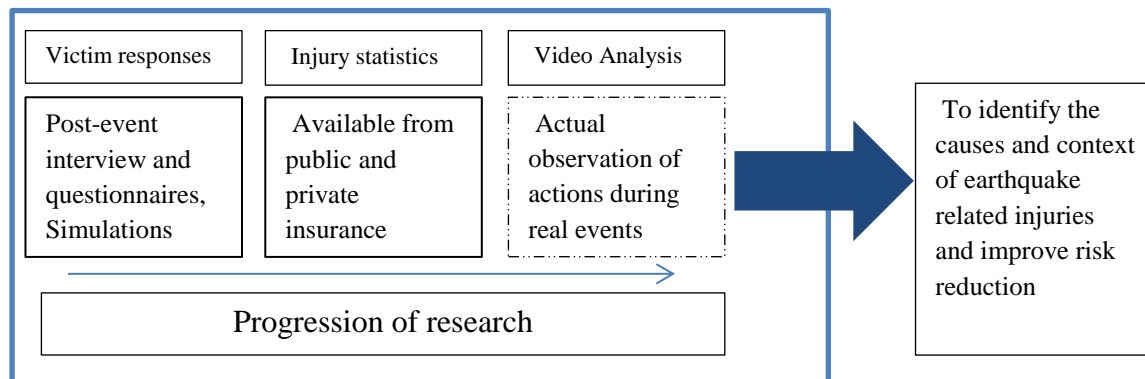 Victim responses
Injury statistics
Video Analysis
Post-event
interview and
questionnaires,
Simulations
Available from
public and
private
insurance
Actual
observation of
actions during
real events
To identify the
causes and context
of earthquake
related injuries
and improve risk
reduction
Progression of research